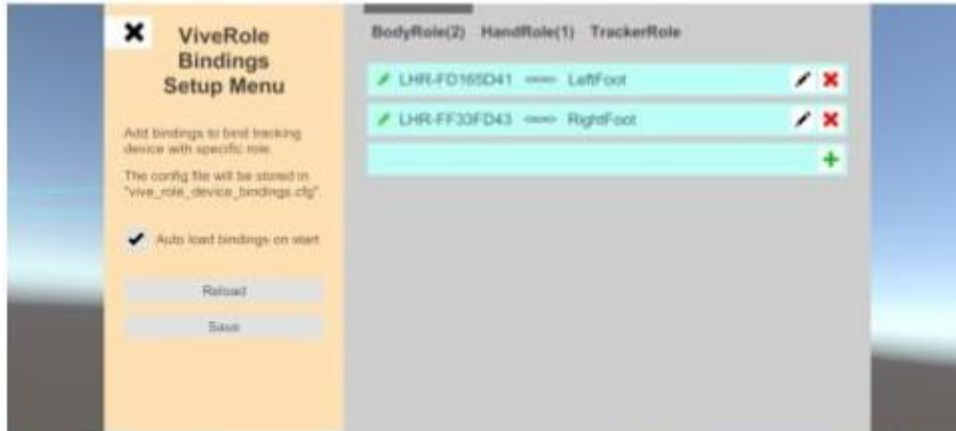 ViveRole
Bindings
Setup Menu
Add bindings to bind tracking
device with specific role.
The config file will be stored in
"vive_role_device_bindings.cfg".
Auto load bindings on start
Reload
Save
BodyRole(2) HandRole(1) TrackerRole
LHR-FD165D41 LeftFoot
LHR-FF33FD43 RightFoot